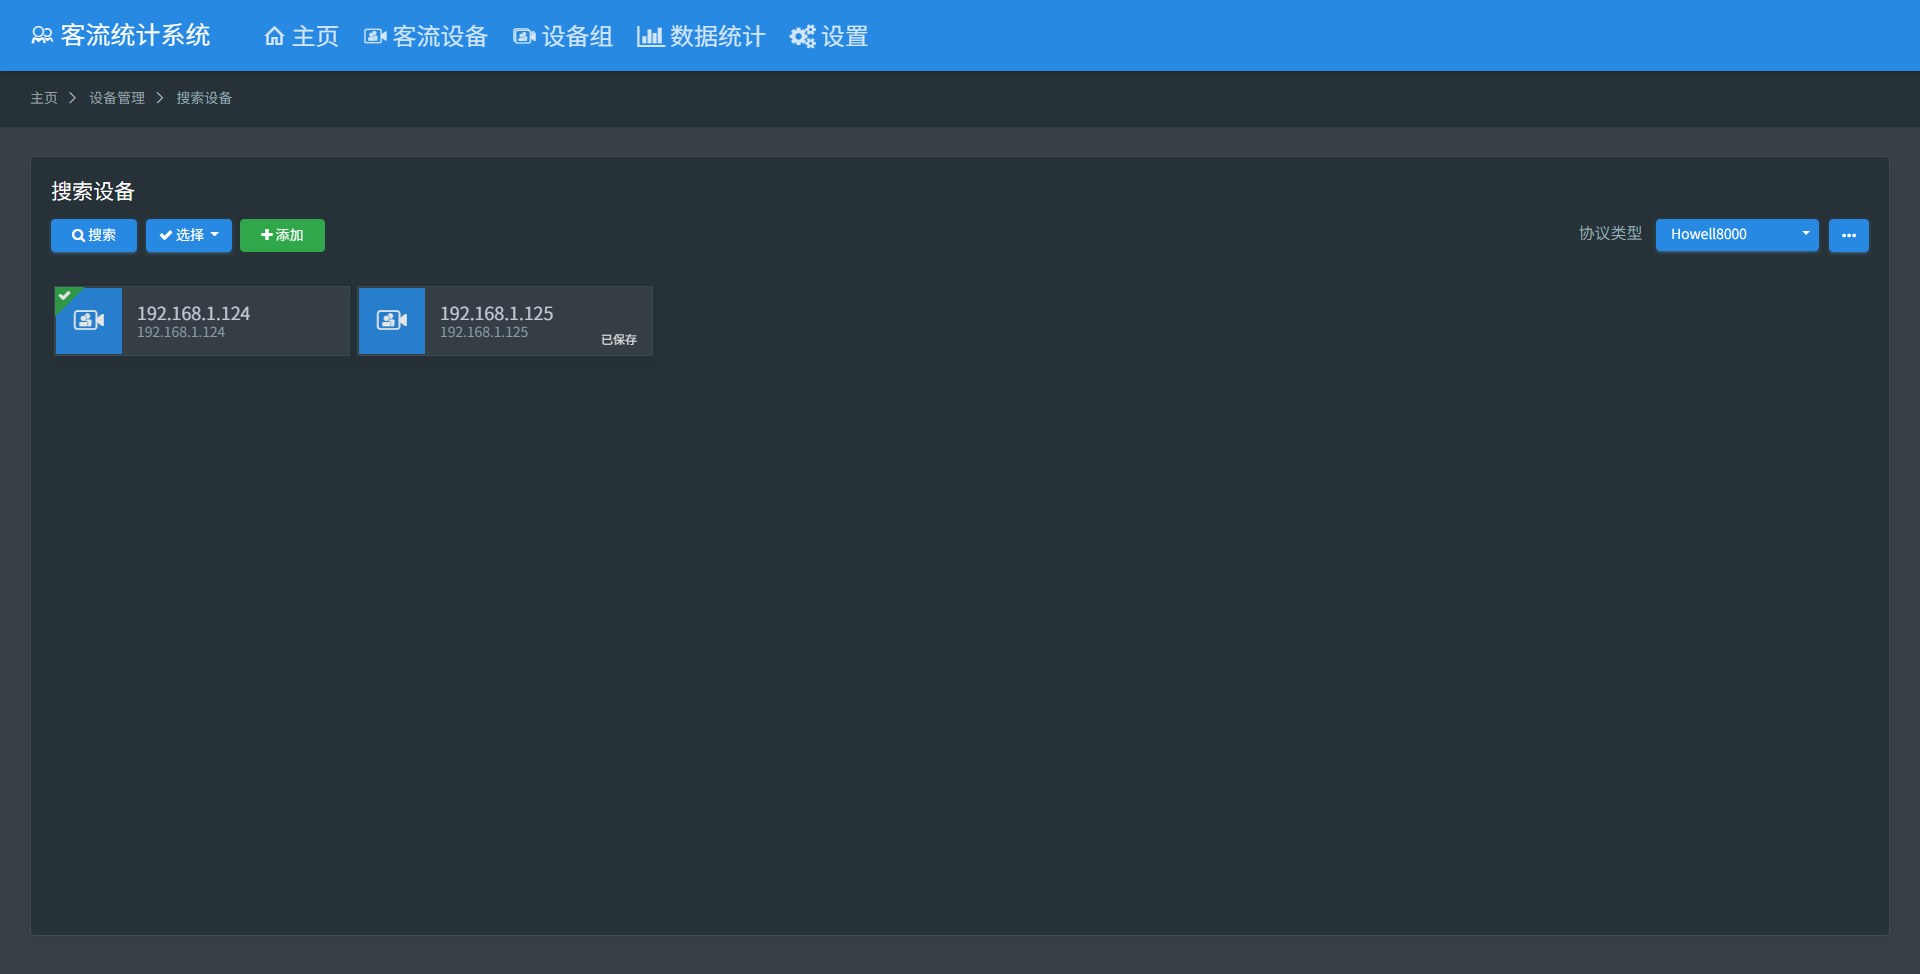 客流统计系统 主页 客流设备 设备组 数据统计 设置
主页 设备管理 搜索设备
搜索设备
搜索 选择 添加 协议类型 Howell8000
192.168.1.124
192.168.1.124
192.168.1.125
192.168.1.125
已保存